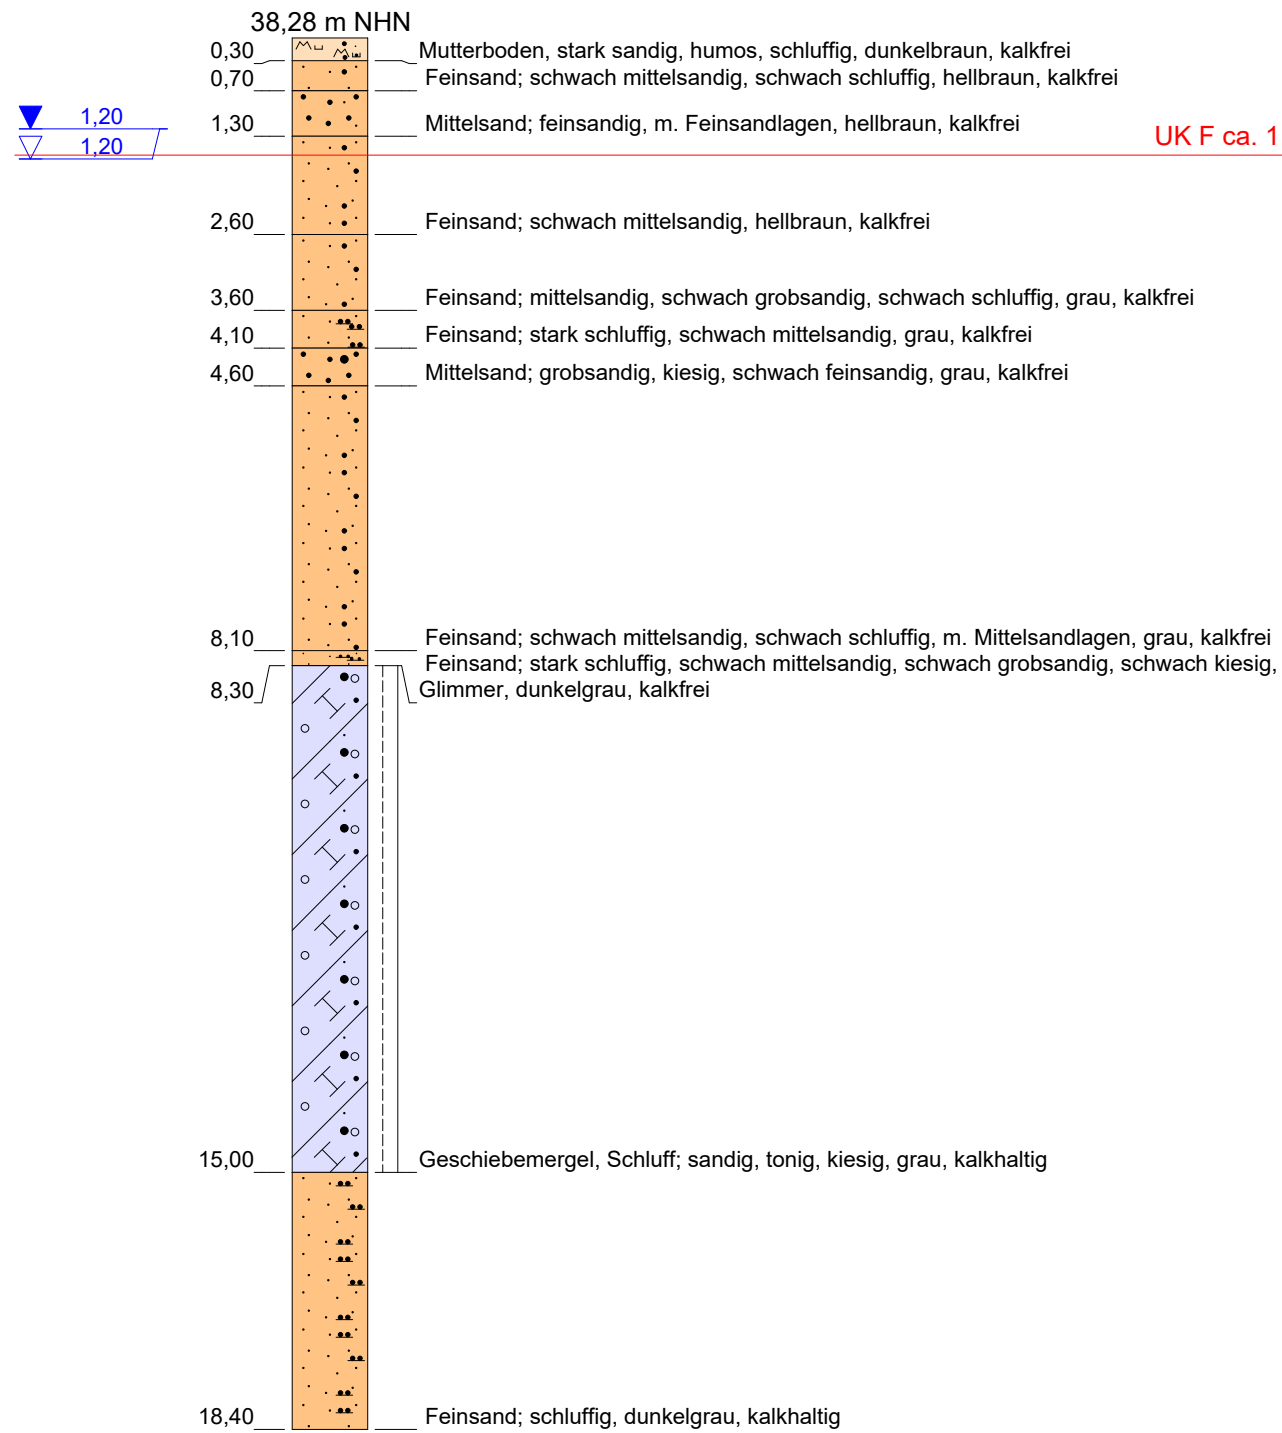 38,28 m NHN
0,30 Mutterboden, stark sandig, humos, schluffig, dunkelbraun, kalkfrei
0,70 Feinsand; schwach mittelsandig, schwach schluffig, hellbraun, kalkfrei
1,20
1,30 Mittelsand; feinsandig, m. Feinsandlagen, hellbraun, kalkfrei
UK F ca. 1
1,20
2,60 Feinsand; schwach mittelsandig, hellbraun, kalkfrei
3,60 Feinsand; mittelsandig, schwach grobsandig, schwach schluffig, grau, kalkfrei
4,10 Feinsand; stark schluffig, schwach mittelsandig, grau, kalkfrei
4,60 Mittelsand; grobsandig, kiesig, schwach feinsandig, grau, kalkfrei
8,10 Feinsand; schwach mittelsandig, schwach schluffig, m. Mittelsandlagen, grau, kalkfrei
Feinsand; stark schluffig, schwach mittelsandig, schwach grobsandig, schwach kiesig,
8,30 Glimmer, dunkelgrau, kalkfrei
15,00 Geschiebemergel, Schluff; sandig, tonig, kiesig, grau, kalkhaltig
18,40 Feinsand; schluffig, dunkelgrau, kalkhaltig